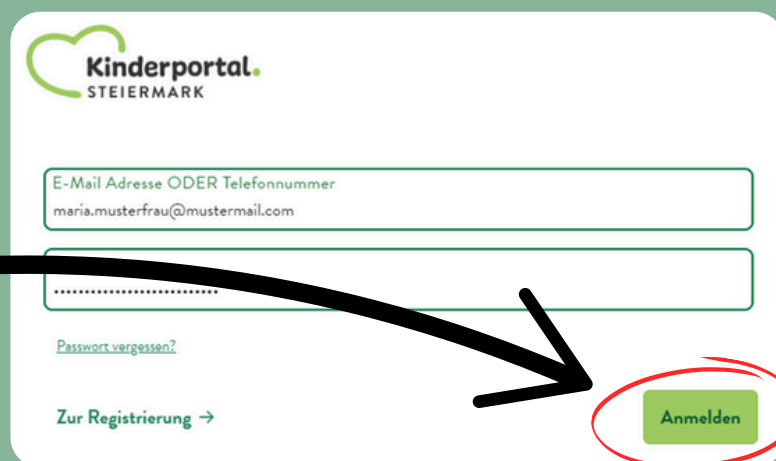 Kinderportal.
STEIERMARK
E-Mail Adresse ODER Telefonnummer
maria.musterfrau@mustermail.com
Passwort vergessen?
Zur Registrierung →
Anmelden